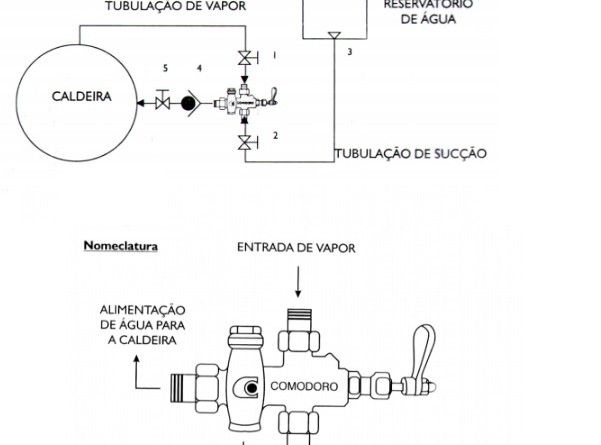 TUBULAÇÃO DE VAPOR
RESERVATÓRIO
DE ÁGUA
1
3
5
4
CALDEIRA
COMODORO
2
TUBULAÇÃO DE SUCÇÃO
Nomeclatura
ENTRADA DE VAPOR
ALIMENTAÇÃO
DE ÁGUA PARA
A CALDEIRA
COMODORO